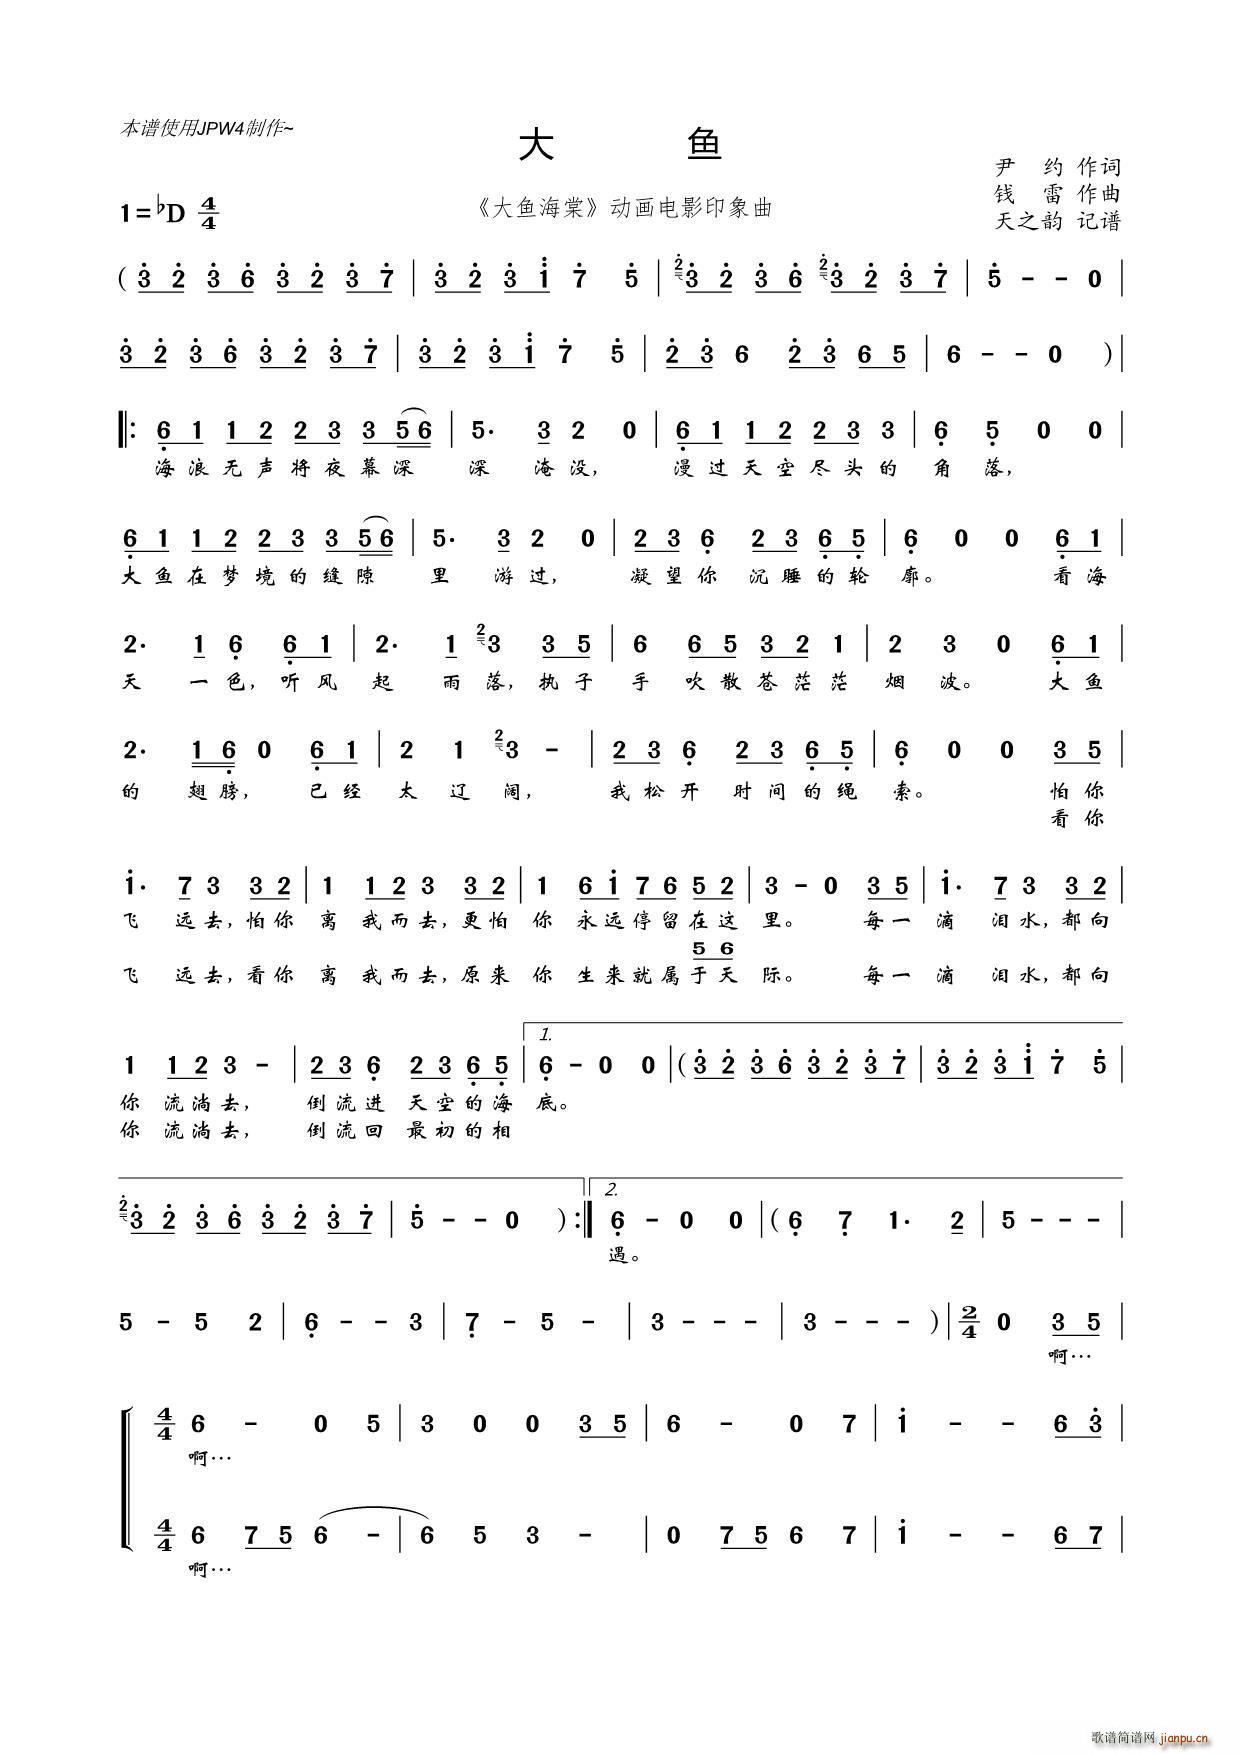 本谱使用JPW4制作~
大 鱼
尹 约 作词
1=♭D 4/4
《大鱼海棠》动画电影印象曲
钱 雷 作曲
天之韵 记谱
( 3 2 3 6 3 2 3 7 | 3 2 3 1 7 5 | 2 3 2 3 6 2 3 2 3 7 | 5 - - 0 |
3 2 3 6 3 2 3 7 | 3 2 3 1 7 5 | 2 3 6 2 3 6 5 | 6 - - 0 ) |
‖: 6 1 1 2 2 3 3 5 6 | 5· 3 2 0 | 6 1 1 2 2 3 3 | 6 5 0 0 |
海 浪 无 声 将 夜 幕 深 深 淹 没, 漫 过 天 空 尽 头 的 角 落,
6 1 1 2 2 3 3 5 6 | 5· 3 2 0 | 2 3 6 2 3 6 5 | 6 0 0 6 1 |
大 鱼 在 梦 境 的 缝 隙 里 游 过, 凝 望 你 沉 睡 的 轮 廓。 看 海
2· 1 6 6 1 | 2· 1 2 3 3 5 | 6 6 5 3 2 1 | 2 3 0 6 1 |
天 一 色, 听 风 起 雨 落, 执 子 手 吹 散 苍 茫 茫 烟 波。 大 鱼
2· 1 6 0 6 1 | 2 1 2 3 - | 2 3 6 2 3 6 5 | 6 0 0 3 5 |
的 翅 膀, 已 经 太 辽 阔, 我 松 开 时 间 的 绳 索。 怕 你
看 你
1· 7 3 3 2 | 1 1 2 3 3 2 | 1 6 1 7 6 5 2 | 3 - 0 3 5 | 1· 7 3 3 2 |
飞 远 去, 怕 你 离 我 而 去, 更 怕 你 永 远 停 留 在 这 里。 每 一 滴 泪 水, 都 向
5 6
飞 远 去, 看 你 离 我 而 去, 原 来 你 生 来 就 属 于 天 际。 每 一 滴 泪 水, 都 向
1.
1 1 2 3 - | 2 3 6 2 3 6 5 | 6 - 0 0 | ( 3 2 3 6 3 2 3 7 | 3 2 3 1 7 5 |
你 流 淌 去, 倒 流 进 天 空 的 海 底。
你 流 淌 去, 倒 流 回 最 初 的 相
2.
2 3 2 3 6 3 2 3 7 | 5 - - 0 ) :‖ 6 - 0 0 | ( 6 7 1· 2 | 5 - - - |
遇。
5 - 5 2 | 6 - - 3 | 7 - 5 - | 3 - - - | 3 - - - ) | 2/4 0 3 5 |
啊…
4/4 6 - 0 5 | 3 0 0 3 5 | 6 - 0 7 | 1 - - 6 3 |
啊…
4/4 6 7 5 6 - | 6 5 3 - | 0 7 5 6 7 | 1 - - 6 7 |
啊…
歌谱简谱网 jianpu.cn